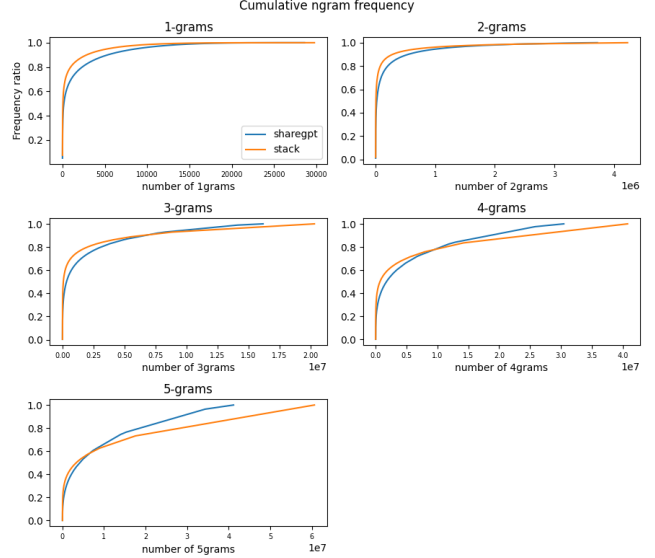 Cumulative ngram frequency
1-grams
1.0
0.8
0.6
0.4
0.2
Frequency ratio
0 5000 10000 15000 20000 25000 30000
number of 1grams
sharegpt
stack
2-grams
1.0
0.8
0.6
0.4
0.2
0.0
0 1 2 3 4
1e6
number of 2grams
3-grams
1.0
0.8
0.6
0.4
0.2
0.0
0.00 0.25 0.50 0.75 1.00 1.25 1.50 1.75 2.00
1e7
number of 3grams
4-grams
1.0
0.8
0.6
0.4
0.2
0.0
0.0 0.5 1.0 1.5 2.0 2.5 3.0 3.5 4.0
1e7
number of 4grams
5-grams
1.0
0.8
0.6
0.4
0.2
0.0
0 1 2 3 4 5 6
1e7
number of 5grams